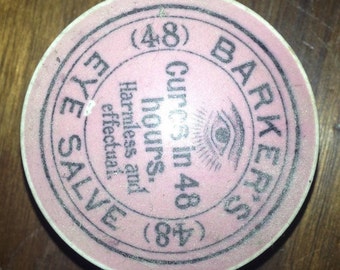 BARKER'S
(48)
Cures in 48
hours.
Harmless and
effectual.
EYE SALVE
(48)